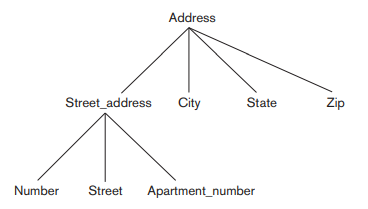 Address
Street_address City State Zip
Number Street Apartment_number